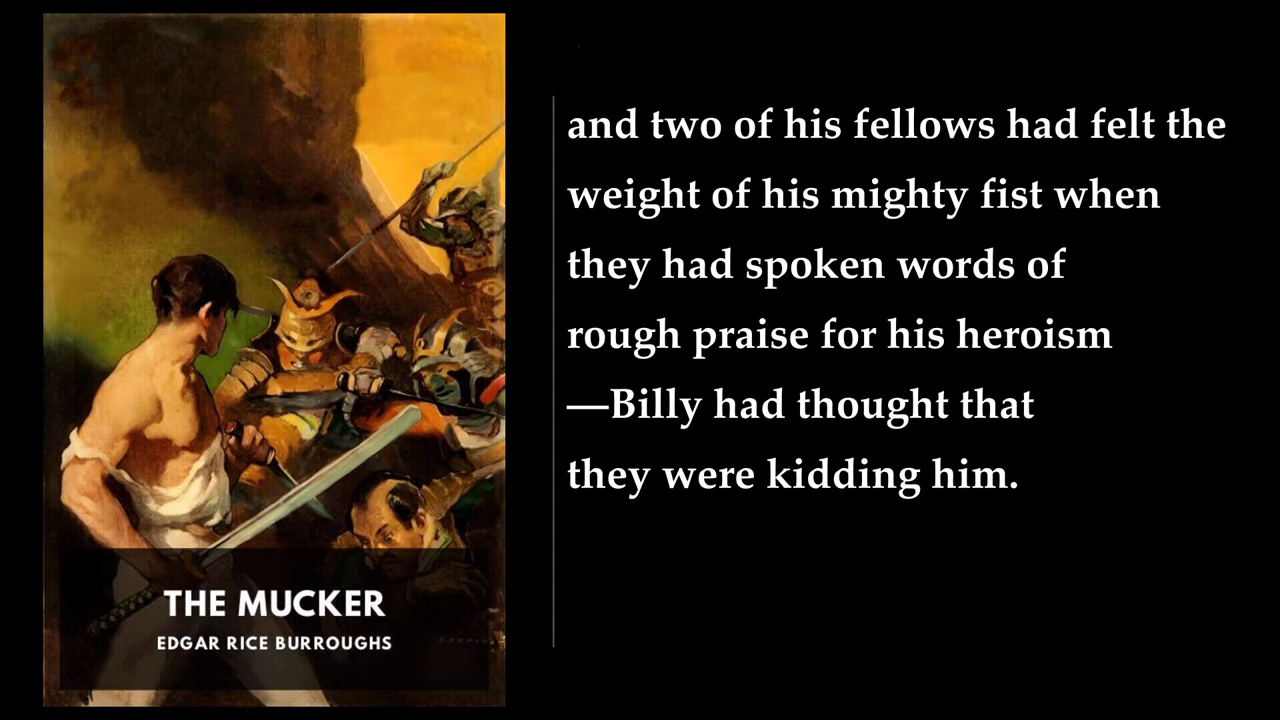 and two of his fellows had felt the
weight of his mighty fist when
they had spoken words of
rough praise for his heroism
—Billy had thought that
they were kidding him.
THE MUCKER
EDGAR RICE BURROUGHS